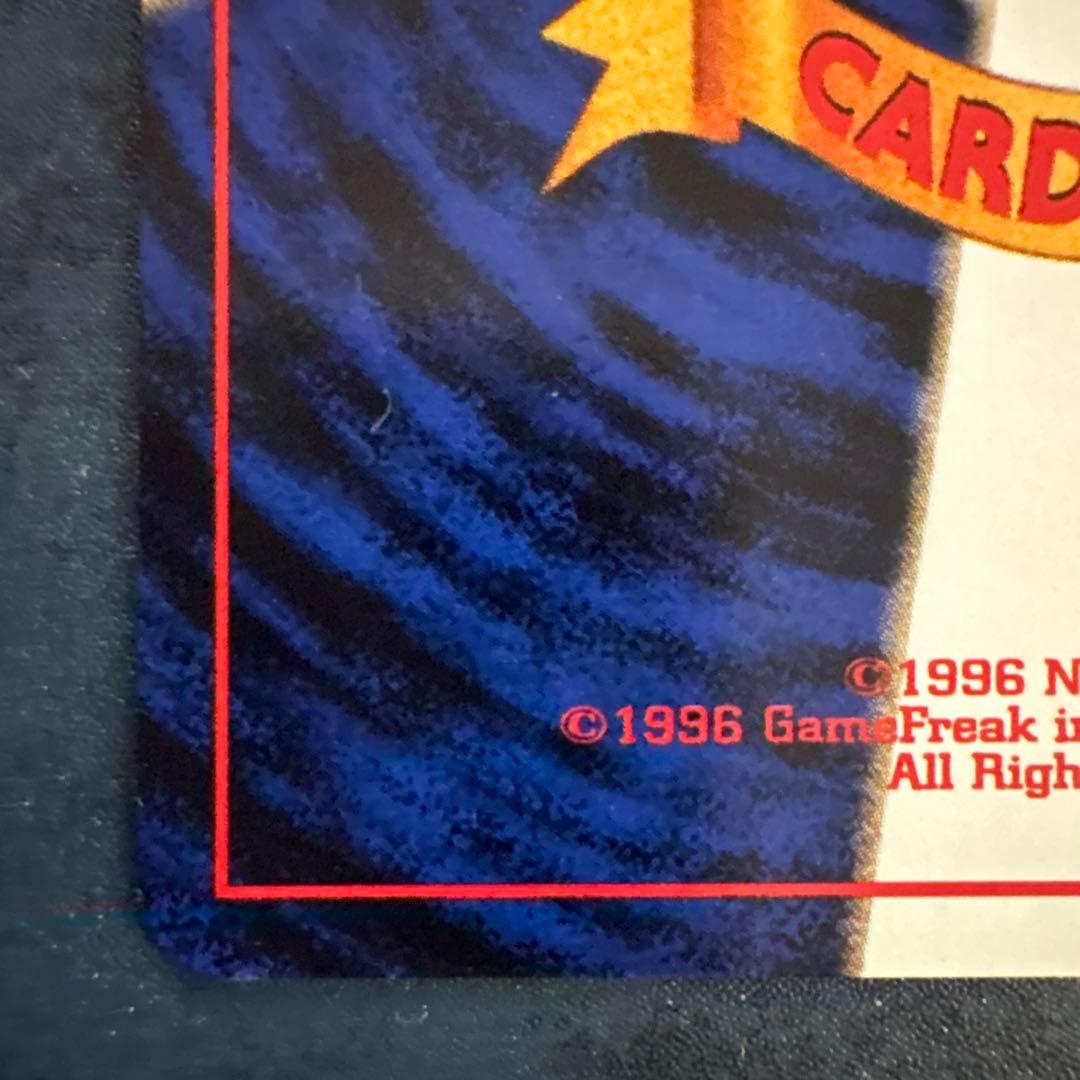 CARD
©1996 N
©1996 GameFreak in
All Righ